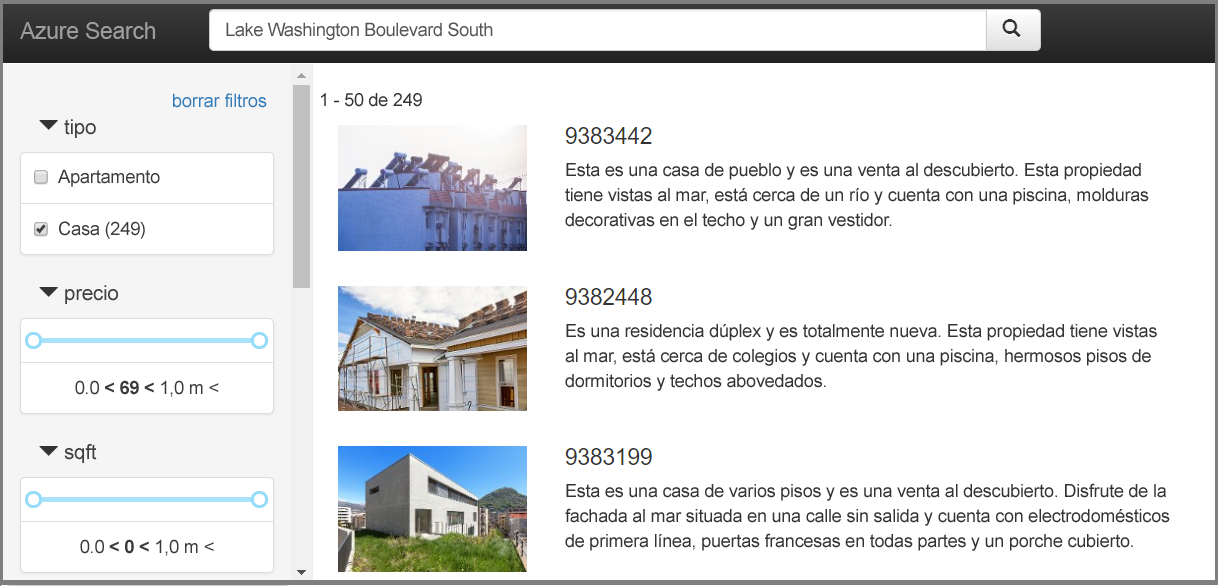 Azure Search
Lake Washington Boulevard South
borrar filtros
tipo
Apartamento
Casa (249)
precio
0.0 < 69 < 1,0 m <
sqft
0.0 < 0 < 1,0 m <
1 - 50 de 249
9383442
Esta es una casa de pueblo y es una venta al descubierto. Esta propiedad
tiene vistas al mar, está cerca de un río y cuenta con una piscina, molduras
decorativas en el techo y un gran vestidor.
9382448
Es una residencia dúplex y es totalmente nueva. Esta propiedad tiene vistas
al mar, está cerca de colegios y cuenta con una piscina, hermosos pisos de
dormitorios y techos abovedados.
9383199
Esta es una casa de varios pisos y es una venta al descubierto. Disfrute de la
fachada al mar situada en una calle sin salida y cuenta con electrodomésticos
de primera línea, puertas francesas en todas partes y un porche cubierto.